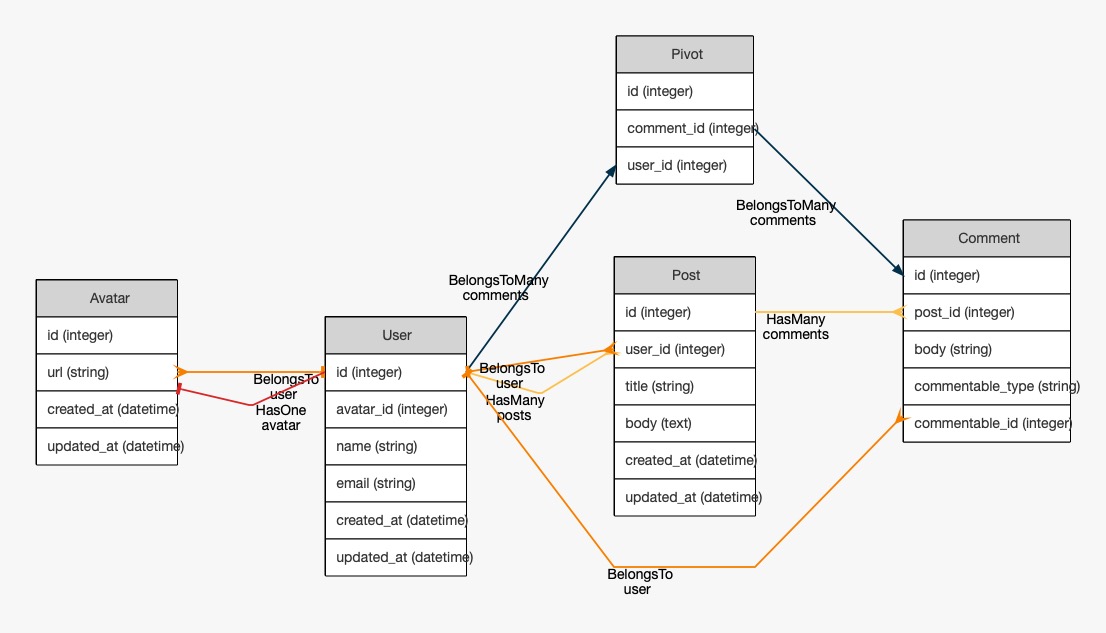 Pivot
id (integer)
comment_id (integer)
user_id (integer)
BelongsToMany
comments
Comment
id (integer)
post_id (integer)
body (string)
commentable_type (string)
commentable_id (integer)
BelongsToMany
comments
Post
id (integer)
user_id (integer)
title (string)
body (text)
created_at (datetime)
updated_at (datetime)
HasMany
comments
Avatar
id (integer)
url (string)
created_at (datetime)
updated_at (datetime)
BelongsTo
user
HasOne
avatar
User
id (integer)
avatar_id (integer)
name (string)
email (string)
created_at (datetime)
updated_at (datetime)
BelongsTo
user
HasMany
posts
BelongsTo
user